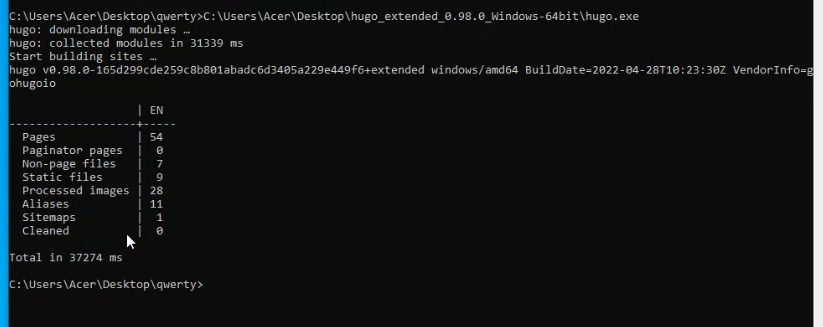 C:\Users\Acer\Desktop\qwerty>C:\Users\Acer\Desktop\hugo_extended_0.98.0_Windows-64bit\hugo.exe
hugo: downloading modules …
hugo: collected modules in 31339 ms
Start building sites …
hugo v0.98.0-165d299cde259c8b801abadc6d3405a229e449f6+extended windows/amd64 BuildDate=2022-04-28T10:23:30Z VendorInfo=g
ohugoio
| EN
-------------------+-----
Pages | 54
Paginator pages | 0
Non-page files | 7
Static files | 9
Processed images | 28
Aliases | 11
Sitemaps | 1
Cleaned | 0
Total in 37274 ms
C:\Users\Acer\Desktop\qwerty>